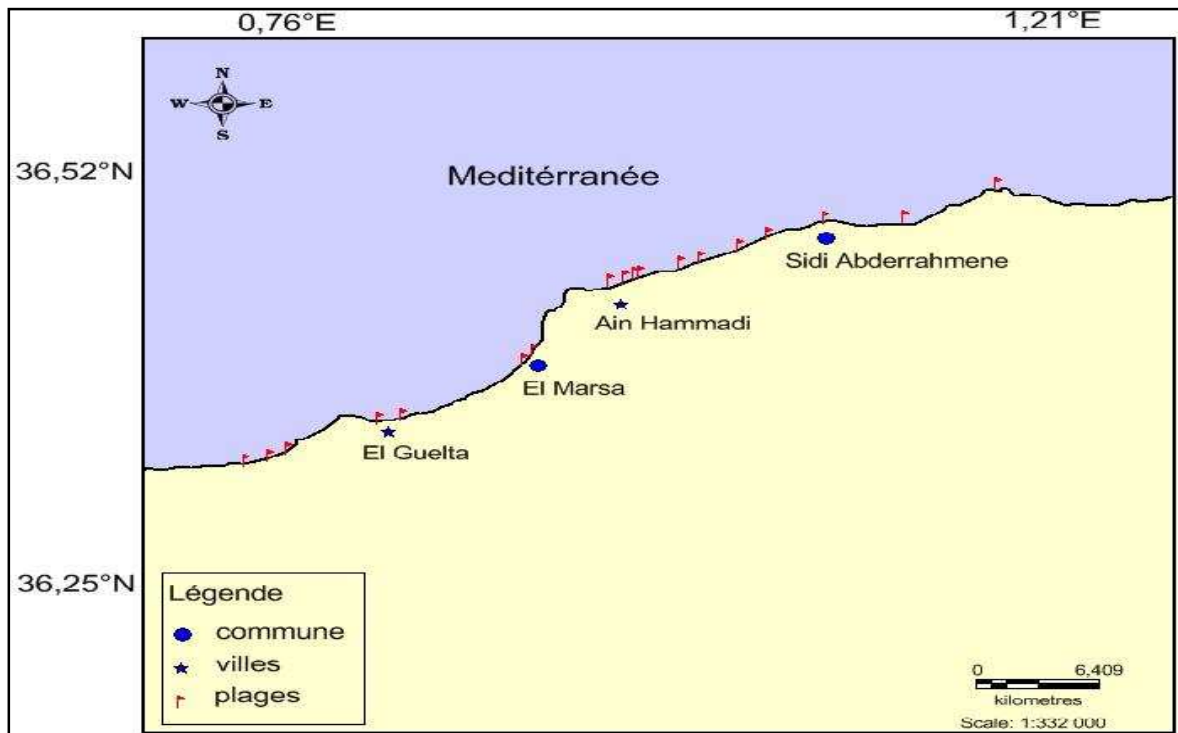 0,76°E
1,21°E
N
W
E
S
36,52°N
Meditérranée
Sidi Abderrahmene
Ain Hammadi
El Marsa
El Guelta
36,25°N
Légende
commune
villes
plages
0 6,409
kilometres
Scale: 1:332 000